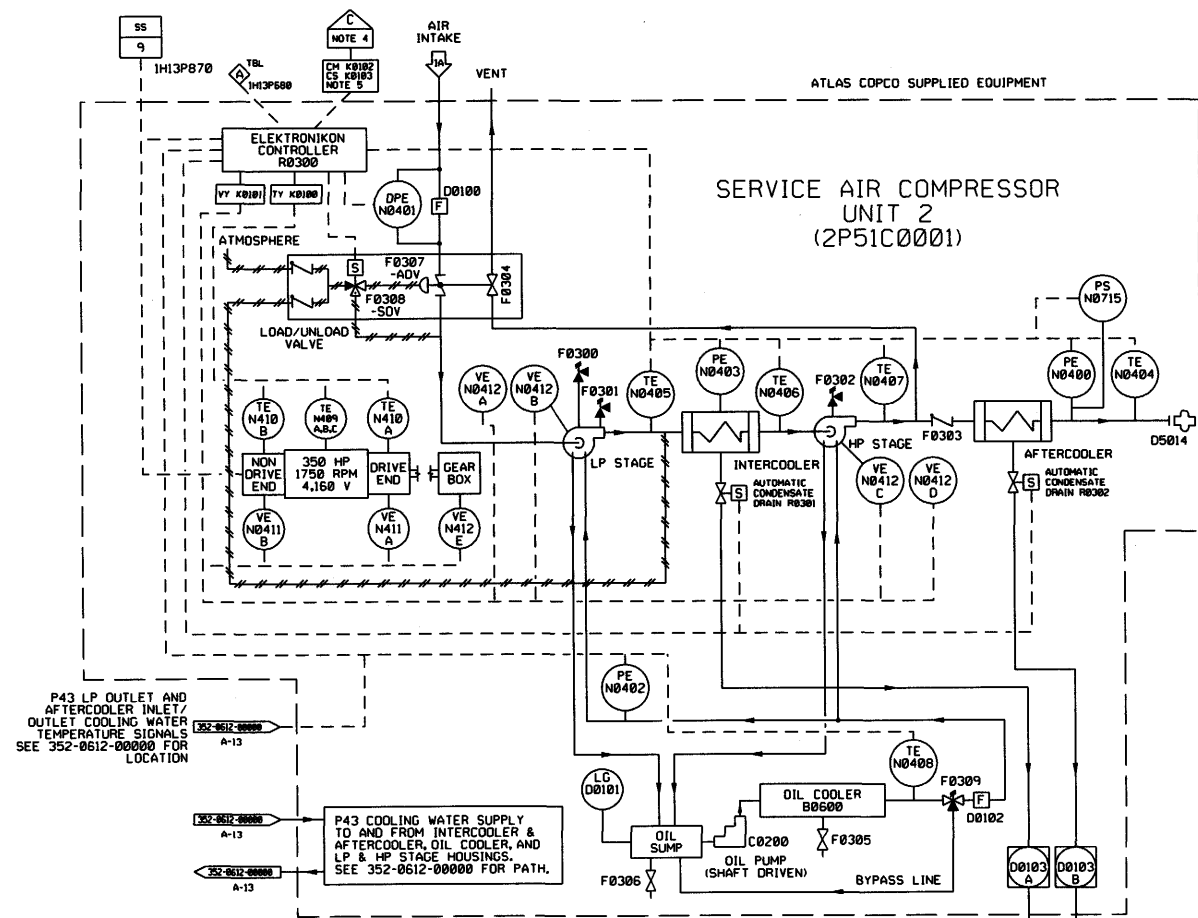 SS
9
1H13P870
A
TBL
1H13P680
C
NOTE 4
CM K0102
CS K0103
NOTE 5
AIR
INTAKE
1A
VENT
ATLAS COPCO SUPPLIED EQUIPMENT
ELEKTRONIKON
CONTROLLER
R0300
VY K0101
TY K0100
DPE
N0401
D0100
F
SERVICE AIR COMPRESSOR
UNIT 2
(2P51C0001)
ATMOSPHERE
S
F0307
-ADV
F0308
-SOV
F0304
LOAD/UNLOAD
VALVE
PS
N0715
F0300
F0301
VE
N0412
A
VE
N0412
B
TE
N0405
PE
N0403
TE
N0406
F0302
TE
N0407
PE
N0400
TE
N0404
TE
N410
B
TE
N409
A,B,C
TE
N410
A
NON
DRIVE
END
350 HP
1750 RPM
4,160 V
DRIVE
END
GEAR
BOX
LP STAGE
INTERCOOLER
HP STAGE
F0303
AFTERCOOLER
D5014
VE
N0411
B
VE
N411
A
VE
N412
E
S
AUTOMATIC
CONDENSATE
DRAIN R0301
VE
N0412
C
VE
N0412
D
S
AUTOMATIC
CONDENSATE
DRAIN R0302
PE
N0402
P43 LP OUTLET AND
AFTERCOOLER INLET/
OUTLET COOLING WATER
TEMPERATURE SIGNALS
SEE 352-0612-00000 FOR
LOCATION
352-0612-00000
A-13
TE
N0408
LG
D0101
OIL COOLER
B0600
F0309
F
D0102
352-0612-00000
A-13
352-0612-00000
A-13
P43 COOLING WATER SUPPLY
TO AND FROM INTERCOOLER &
AFTERCOOLER, OIL COOLER, AND
LP & HP STAGE HOUSINGS.
SEE 352-0612-00000 FOR PATH.
OIL
SUMP
C0200
OIL PUMP
(SHAFT DRIVEN)
F0305
F0306
BYPASS LINE
D0103
A
D0103
B